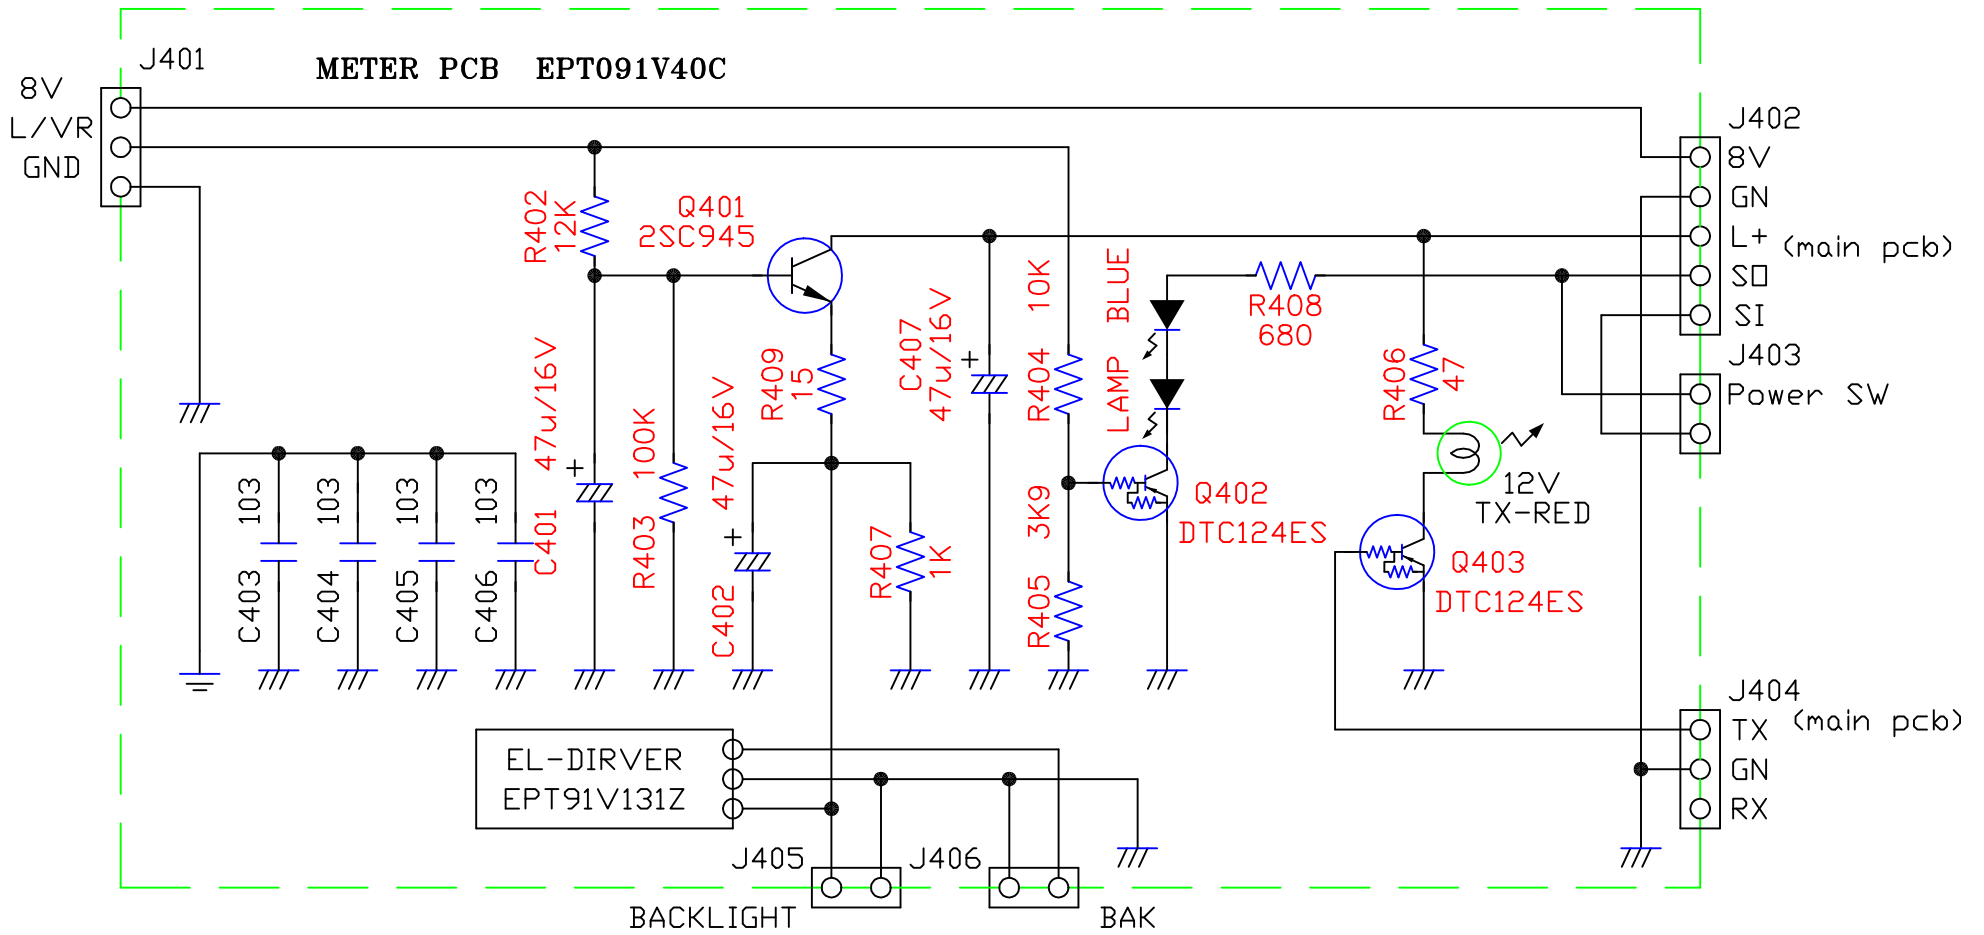 METER PCB EPT091V40C
J401
8V
L/VR
GND
J402
8V
GN
L+
(main pcb)
SO
SI
J403
Power SW
R402
12K
Q401
2SC945
C401
47u/16V
+
R403
100K
R409
15
C402
47u/16V
+
R407
1K
C407
47u/16V
+
R404
10K
R405
3K9
LAMP BLUE
R408
680
Q402
DTC124ES
R406
47
12V
TX-RED
Q403
DTC124ES
C403
103
C404
103
C405
103
C406
103
J404
TX
(main pcb)
GN
RX
EL-DIRVER
EPT91V131Z
J405
J406
BACKLIGHT
BAK